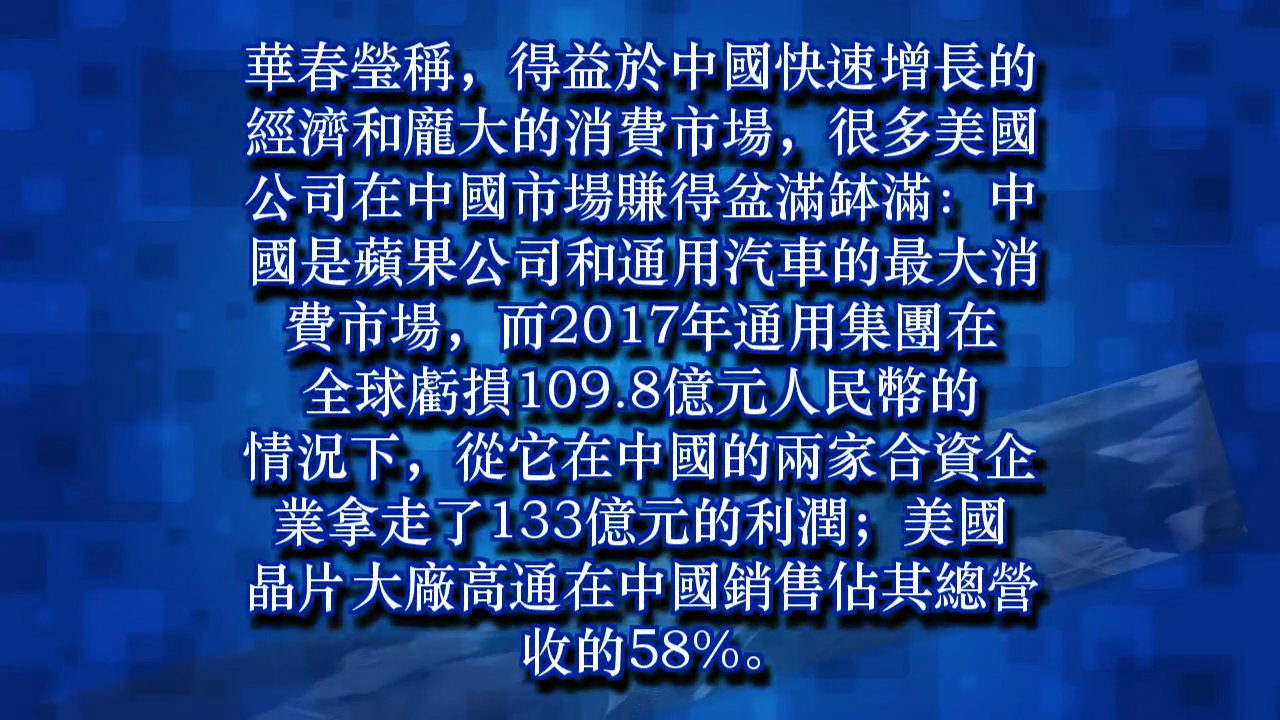 華春瑩稱，得益於中國快速增長的
經濟和龐大的消費市場，很多美國
公司在中國市場賺得盆滿缽滿：中
國是蘋果公司和通用汽車的最大消
費市場，而2017年通用集團在
全球虧損109.8億元人民幣的
情況下，從它在中國的兩家合資企
業拿走了133億元的利潤；美國
晶片大廠高通在中國銷售佔其總營
收的58%。